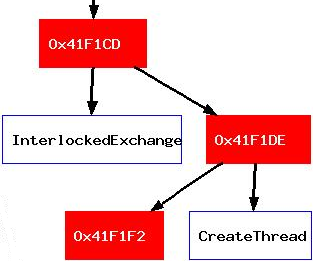 0x41F1CD
InterlockedExchange
0x41F1DE
0x41F1F2
CreateThread